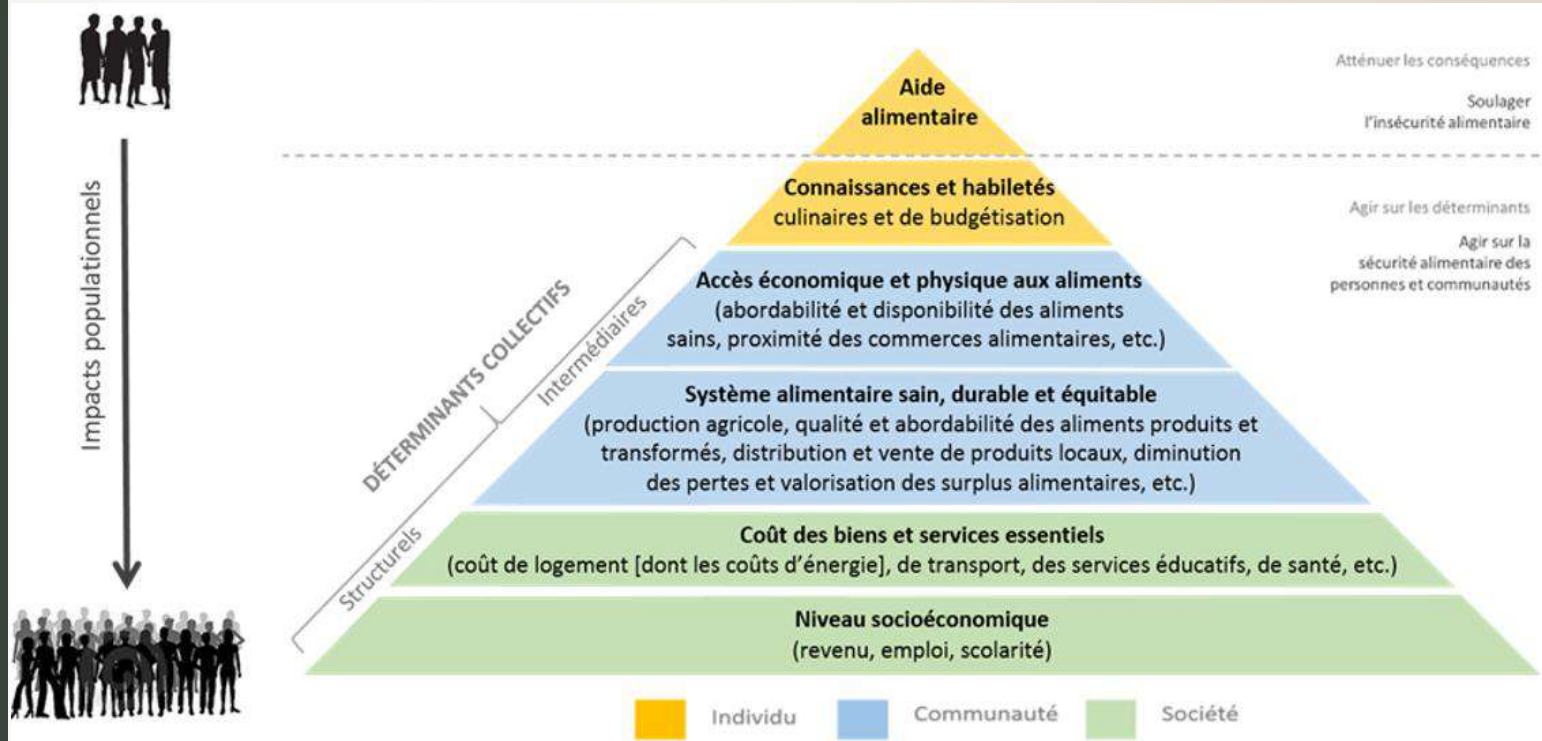 Aide
alimentaire
Atténuer les conséquences
Soulager
l'insécurité alimentaire
Connaissances et habiletés
culinaires et de budgétisation
Agir sur les déterminants
Agir sur la
sécurité alimentaire des
personnes et communautés
Impacts populationnels
DÉTERMINANTS COLLECTIFS
Intermédiaires
Structurels
Accès économique et physique aux aliments
(abordabilité et disponibilité des aliments
sains, proximité des commerces alimentaires, etc.)
Système alimentaire sain, durable et équitable
(production agricole, qualité et abordabilité des aliments produits et
transformés, distribution et vente de produits locaux, diminution
des pertes et valorisation des surplus alimentaires, etc.)
Coût des biens et services essentiels
(coût de logement [dont les coûts d'énergie], de transport, des services éducatifs, de santé, etc.)
Niveau socioéconomique
(revenu, emploi, scolarité)
Individu
Communauté
Société